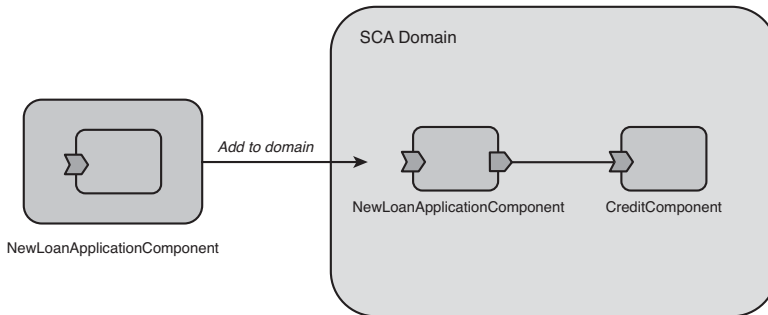 SCA Domain
Add to domain
NewLoanApplicationComponent
CreditComponent
NewLoanApplicationComponent